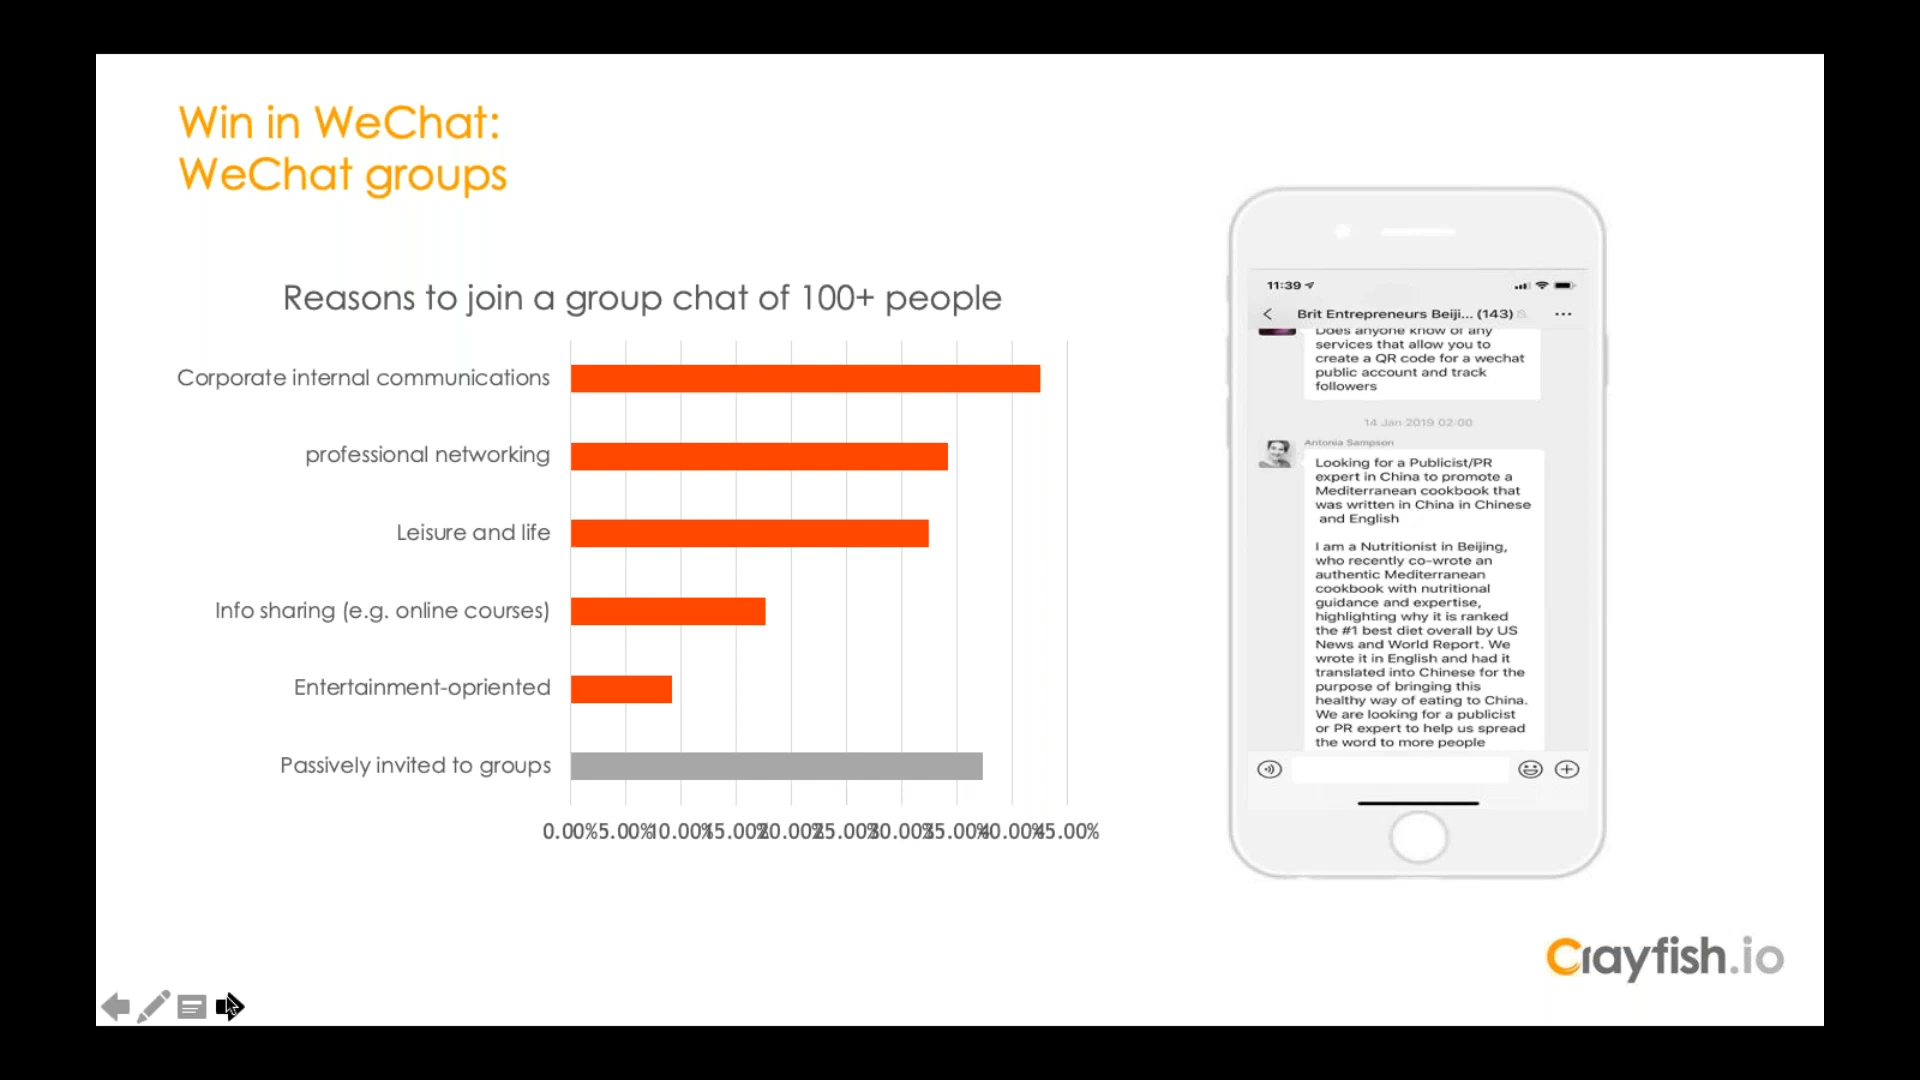 Win in WeChat:
WeChat groups
Reasons to join a group chat of 100+ people
Corporate internal communications
professional networking
Leisure and life
Info sharing (e.g. online courses)
Entertainment-opriented
Passively invited to groups
0.00% 5.00% 10.00% 15.00% 20.00% 25.00% 30.00% 35.00% 40.00% 45.00%
11:39
Brit Entrepreneurs Beiji... (143)
Does anyone know of any
services that allow you to
create a QR code for a wechat
public account and track
followers
14 Jan 2019 02:00
Antonia Sampson
Looking for a Publicist/PR
expert in China to promote a
Mediterranean cookbook that
was written in China in Chinese
and English
I am a Nutritionist in Beijing,
who recently co-wrote an
authentic Mediterranean
cookbook with nutritional
guidance and expertise,
highlighting why it is ranked
the #1 best diet overall by US
News and World Report. We
wrote it in English and had it
translated into Chinese for the
purpose of bringing this
healthy way of eating to China.
We are looking for a publicist
or PR expert to help us spread
the word to more people
Crayfish.io